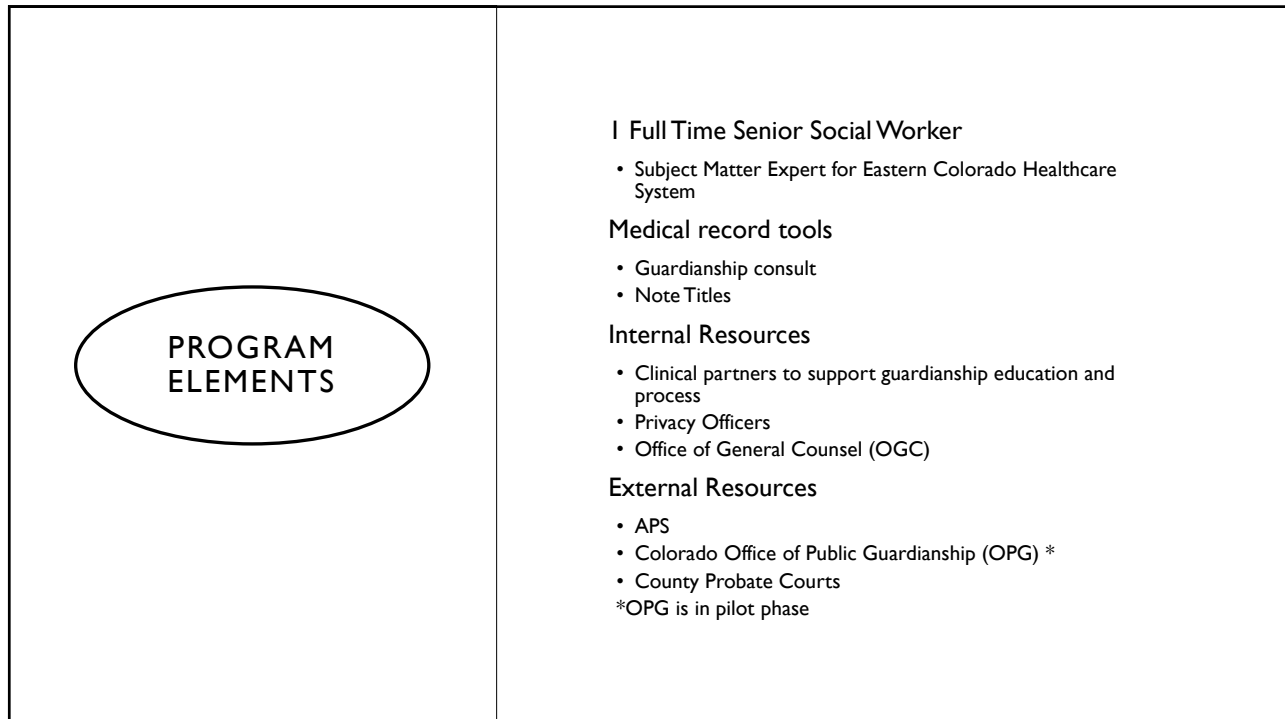 PROGRAM
ELEMENTS
1 Full Time Senior Social Worker
• Subject Matter Expert for Eastern Colorado Healthcare
System
Medical record tools
• Guardianship consult
• Note Titles
Internal Resources
• Clinical partners to support guardianship education and
process
• Privacy Officers
• Office of General Counsel (OGC)
External Resources
• APS
• Colorado Office of Public Guardianship (OPG) *
• County Probate Courts
*OPG is in pilot phase